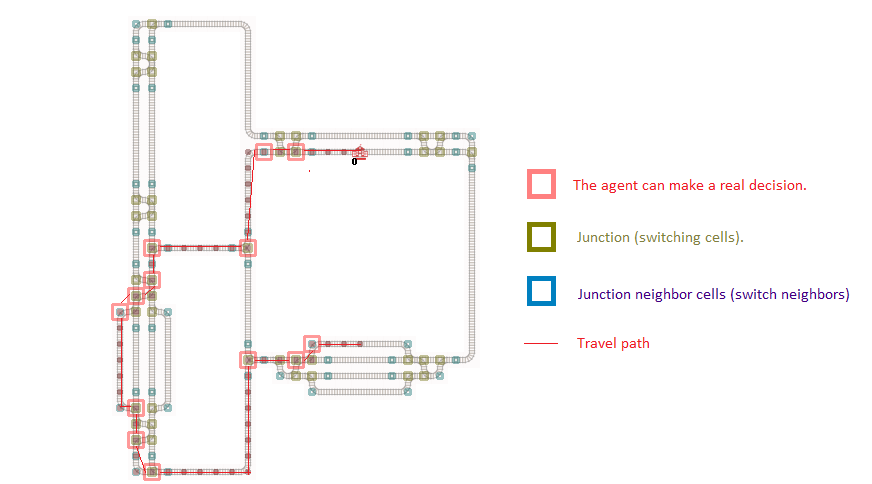 0
The agent can make a real decision.
Junction (switching cells).
Junction neighbor cells (switch neighbors)
Travel path